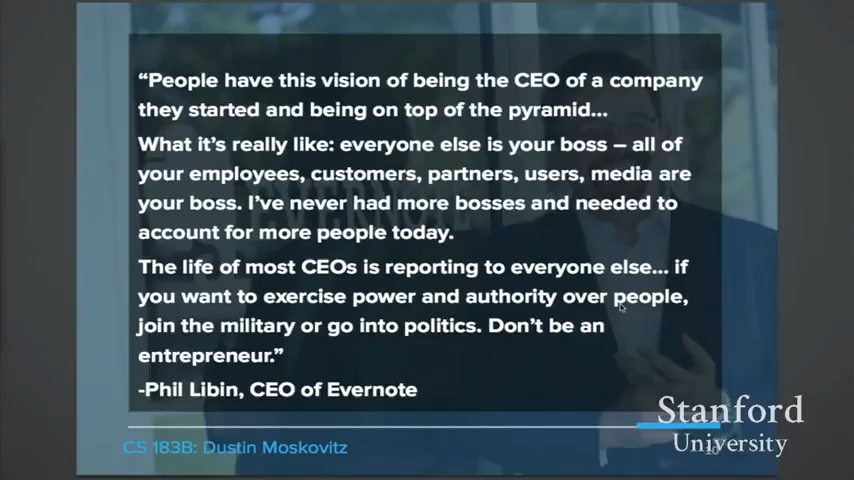 “People have this vision of being the CEO of a company
they started and being on top of the pyramid...
What it’s really like: everyone else is your boss – all of
your employees, customers, partners, users, media are
your boss. I’ve never had more bosses and needed to
account for more people today.
The life of most CEOs is reporting to everyone else... if
you want to exercise power and authority over people,
join the military or go into politics. Don’t be an
entrepreneur.”
-Phil Libin, CEO of Evernote
CS 183B: Dustin Moskovitz
Stanford
University